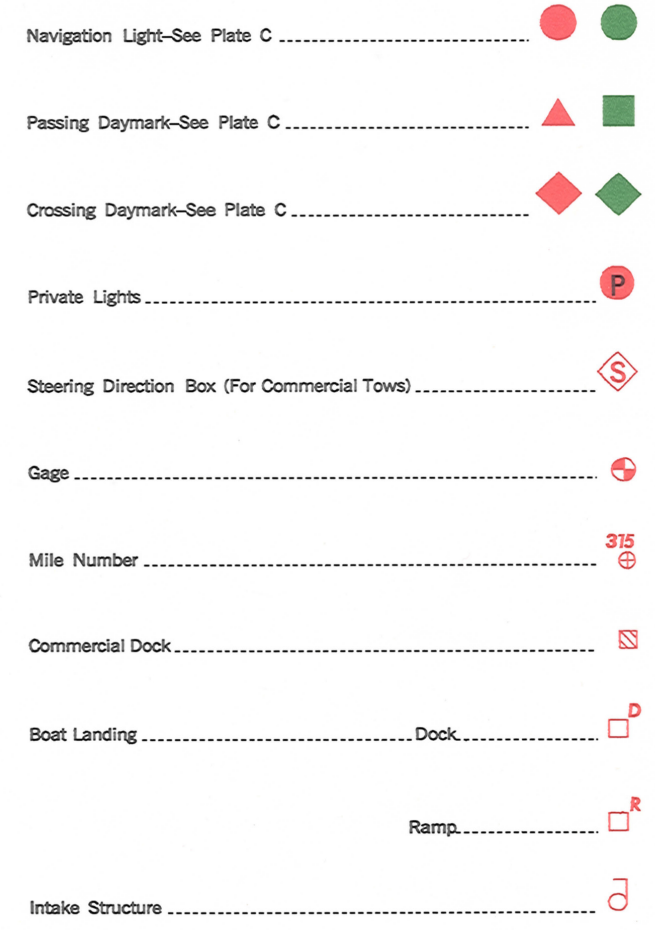 Navigation Light–See Plate C
Passing Daymark–See Plate C
Crossing Daymark–See Plate C
Private Lights P
Steering Direction Box (For Commercial Tows) S
Gage
315
Mile Number
Commercial Dock
D
Boat Landing Dock
R
Ramp
Intake Structure